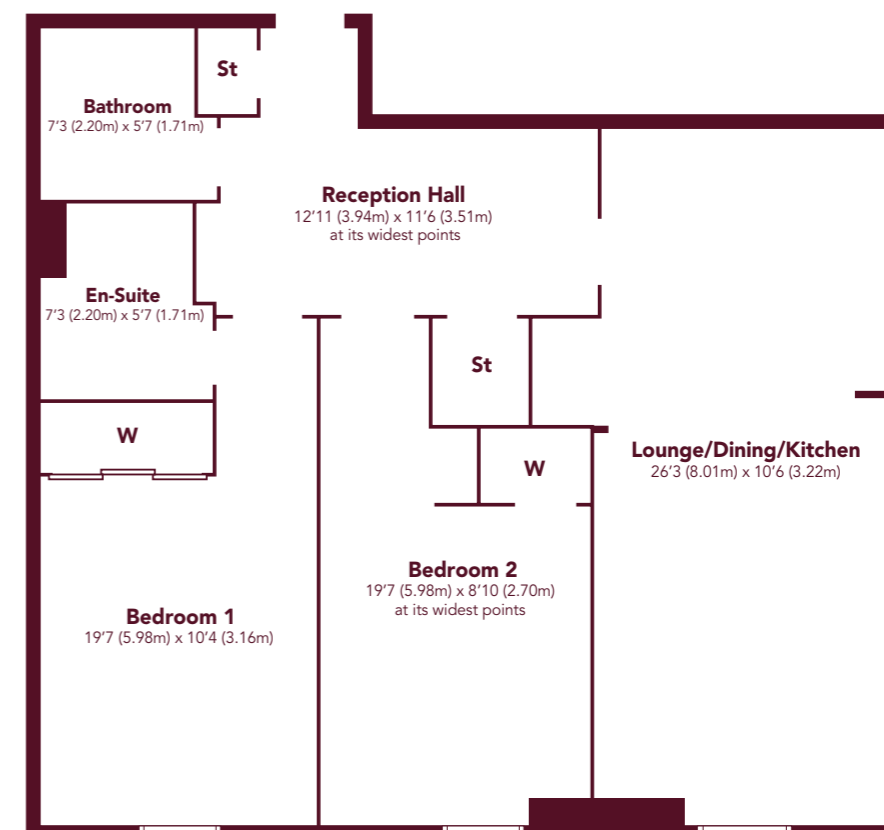 St
Bathroom
7'3 (2.20m) x 5'7 (1.71m)
Reception Hall
12'11 (3.94m) x 11'6 (3.51m)
at its widest points
En-Suite
7'3 (2.20m) x 5'7 (1.71m)
St
W
Lounge/Dining/Kitchen
26'3 (8.01m) x 10'6 (3.22m)
W
Bedroom 2
19'7 (5.98m) x 8'10 (2.70m)
at its widest points
Bedroom 1
19'7 (5.98m) x 10'4 (3.16m)